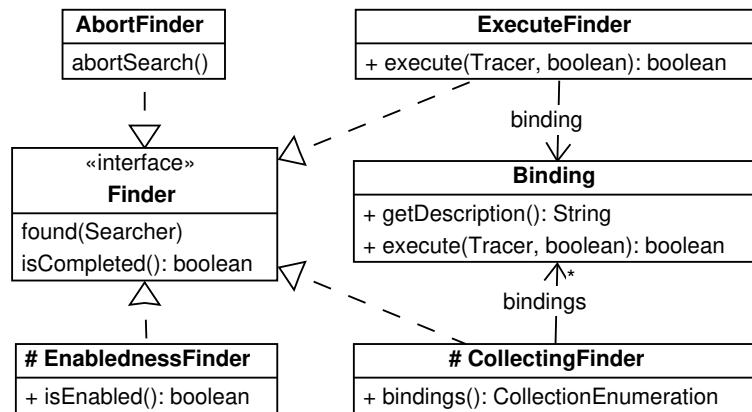 AbortFinder
abortSearch()
ExecuteFinder
+ execute(Tracer, boolean): boolean
binding
«interface»
Finder
found(Searcher)
isCompleted(): boolean
Binding
+ getDescription(): String
+ execute(Tracer, boolean): boolean
*
bindings
# EnablednessFinder
+ isEnabled(): boolean
# CollectingFinder
+ bindings(): CollectionEnumeration